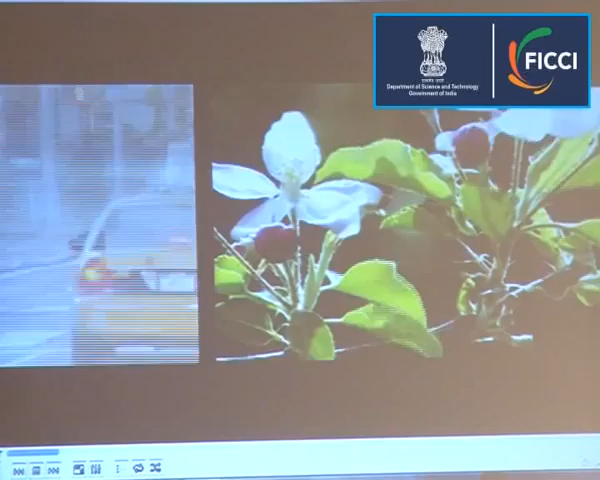 Department of Science and Technology
Government of India
FICCI